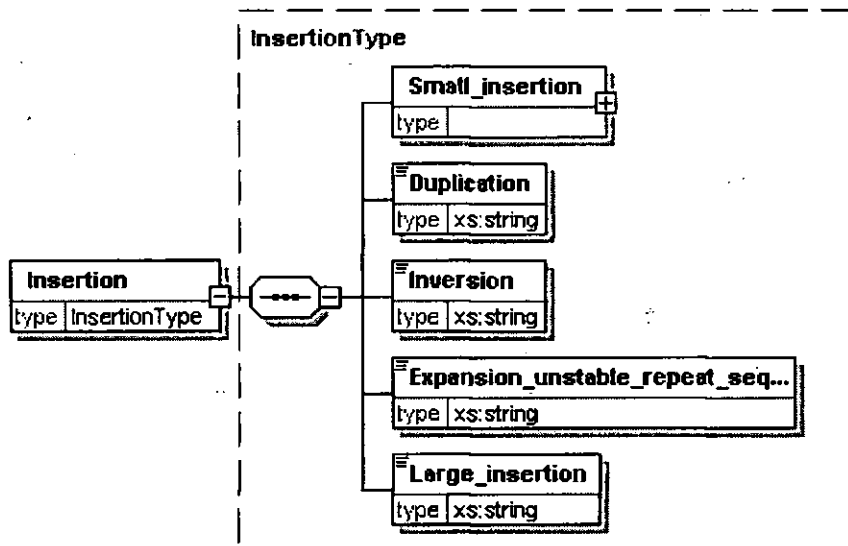 InsertionType
Small_insertion
type
Duplication
type xs:string
Insertion
type InsertionType
Inversion
type xs:string
Expansion_unstable_repeat_seq...
type xs:string
Large_insertion
type xs:string